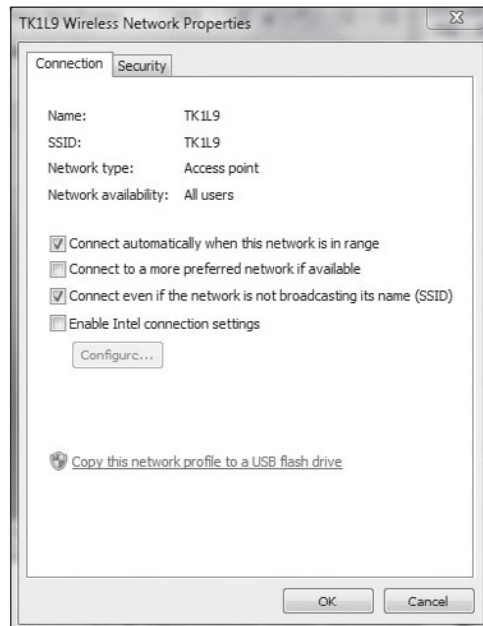 TK1L9 Wireless Network Properties
Connection Security
Name: TK1L9
SSID: TK1L9
Network type: Access point
Network availability: All users
Connect automatically when this network is in range
Connect to a more preferred network if available
Connect even if the network is not broadcasting its name (SSID)
Enable Intel connection settings
Configure...
Copy this network profile to a USB flash drive
OK Cancel